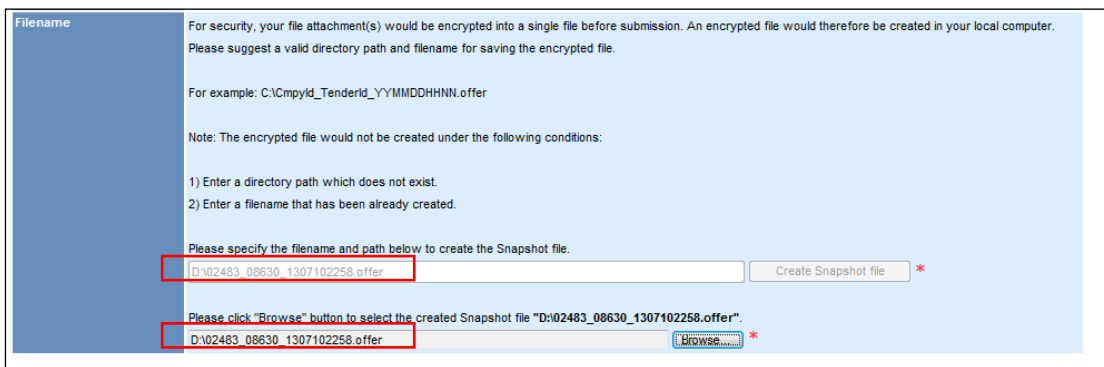 Filename
For security, your file attachment(s) would be encrypted into a single file before submission. An encrypted file would therefore be created in your local computer.
Please suggest a valid directory path and filename for saving the encrypted file.
For example: C:\CmpyId_TenderId_YYMMDDHHNN.offer
Note: The encrypted file would not be created under the following conditions:
1) Enter a directory path which does not exist.
2) Enter a filename that has been already created.
Please specify the filename and path below to create the Snapshot file.
D:\02483_08630_1307102258.offer Create Snapshot file *
Please click "Browse" button to select the created Snapshot file "D:\02483_08630_1307102258.offer".
D:\02483_08630_1307102258.offer Browse... *